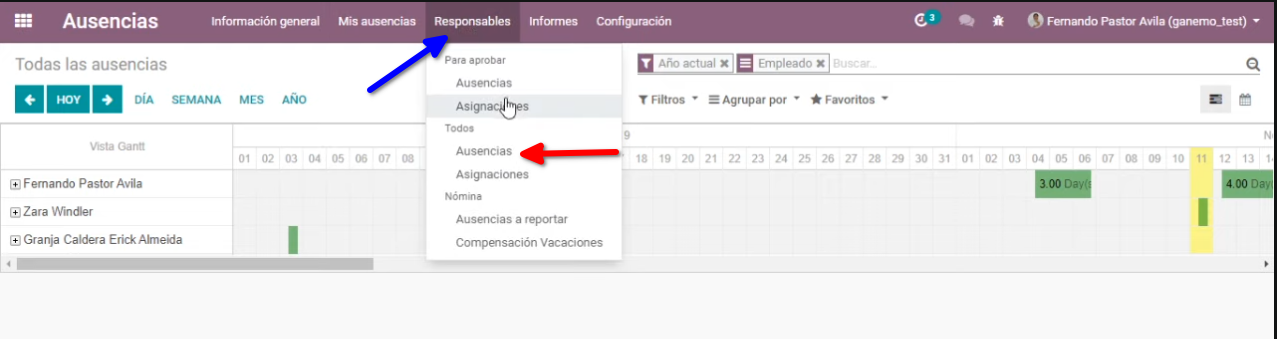 Ausencias Información general Mis ausencias Responsables Informes Configuración 3 Fernando Pastor Avila (ganemo_test)
Todas las ausencias
Año actual Empleado Buscar...
HOY DÍA SEMANA MES AÑO
Filtros Agrupar por Favoritos
Para aprobar
Ausencias
Asignaciones
Todos
Ausencias
Asignaciones
Nómina
Ausencias a reportar
Compensación Vacaciones
Vista Gantt
9
01 02 03 04 05 06 07 08 18 19 20 21 22 23 24 25 26 27 28 29 30 31 01 02 03 04 05 06 07 08 09 10 11 12 13
Fernando Pastor Avila 3.00 Day(s 4.00 Day
Zara Windler
Granja Caldera Erick Almeida